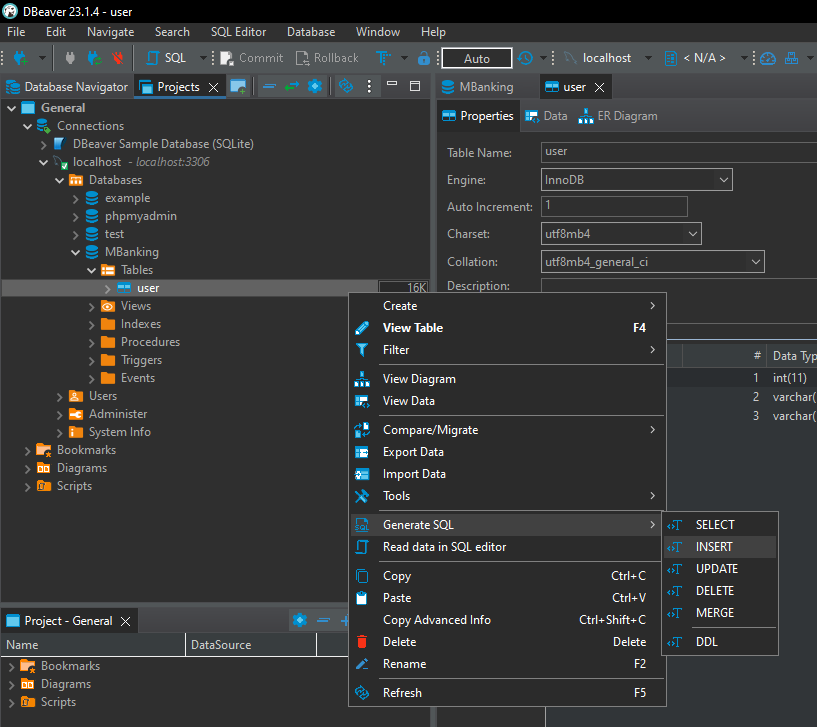 DBeaver 23.1.4 - user
File Edit Navigate Search SQL Editor Database Window Help
SQL Commit Rollback Auto localhost < N/A >
Database Navigator Projects
General
Connections
DBeaver Sample Database (SQLite)
localhost - localhost:3306
Databases
example
phpmyadmin
test
MBanking
Tables
user 16K
Views
Indexes
Procedures
Triggers
Events
Users
Administer
System Info
Bookmarks
Diagrams
Scripts
Project - General
Name DataSource
Bookmarks
Diagrams
Scripts
MBanking user
Properties Data ER Diagram
Table Name: user
Engine: InnoDB
Auto Increment: 1
Charset: utf8mb4
Collation: utf8mb4_general_ci
Description:
# Data Typ
1 int(11)
2 varchar(
3 varchar(
Create
View Table F4
Filter
View Diagram
View Data
Compare/Migrate
Export Data
Import Data
Tools
Generate SQL
Read data in SQL editor
Copy Ctrl+C
Paste Ctrl+V
Copy Advanced Info Ctrl+Shift+C
Delete Delete
Rename F2
Refresh F5
SELECT
INSERT
UPDATE
DELETE
MERGE
DDL